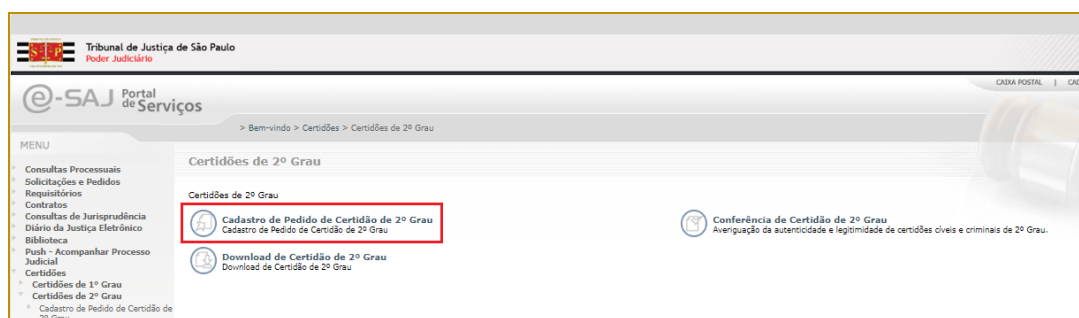 Tribunal de Justiça de São Paulo
Poder Judiciário
CAIXA POSTAL | CAD
e-SAJ Portal de Serviços
> Bem-vindo > Certidões > Certidões de 2º Grau
MENU
Consultas Processuais
Solicitações e Pedidos
Requisitórios
Contratos
Consultas de Jurisprudência
Diário da Justiça Eletrônico
Biblioteca
Push - Acompanhar Processo
Judicial
Certidões
Certidões de 1º Grau
Certidões de 2º Grau
Cadastro de Pedido de Certidão de
2º Grau
Certidões de 2º Grau
Certidões de 2º Grau
Cadastro de Pedido de Certidão de 2º Grau
Cadastro de Pedido de Certidão de 2º Grau
Download de Certidão de 2º Grau
Download de Certidão de 2º Grau
Conferência de Certidão de 2º Grau
Averiguação da autenticidade e legitimidade de certidões cíveis e criminais de 2º Grau.